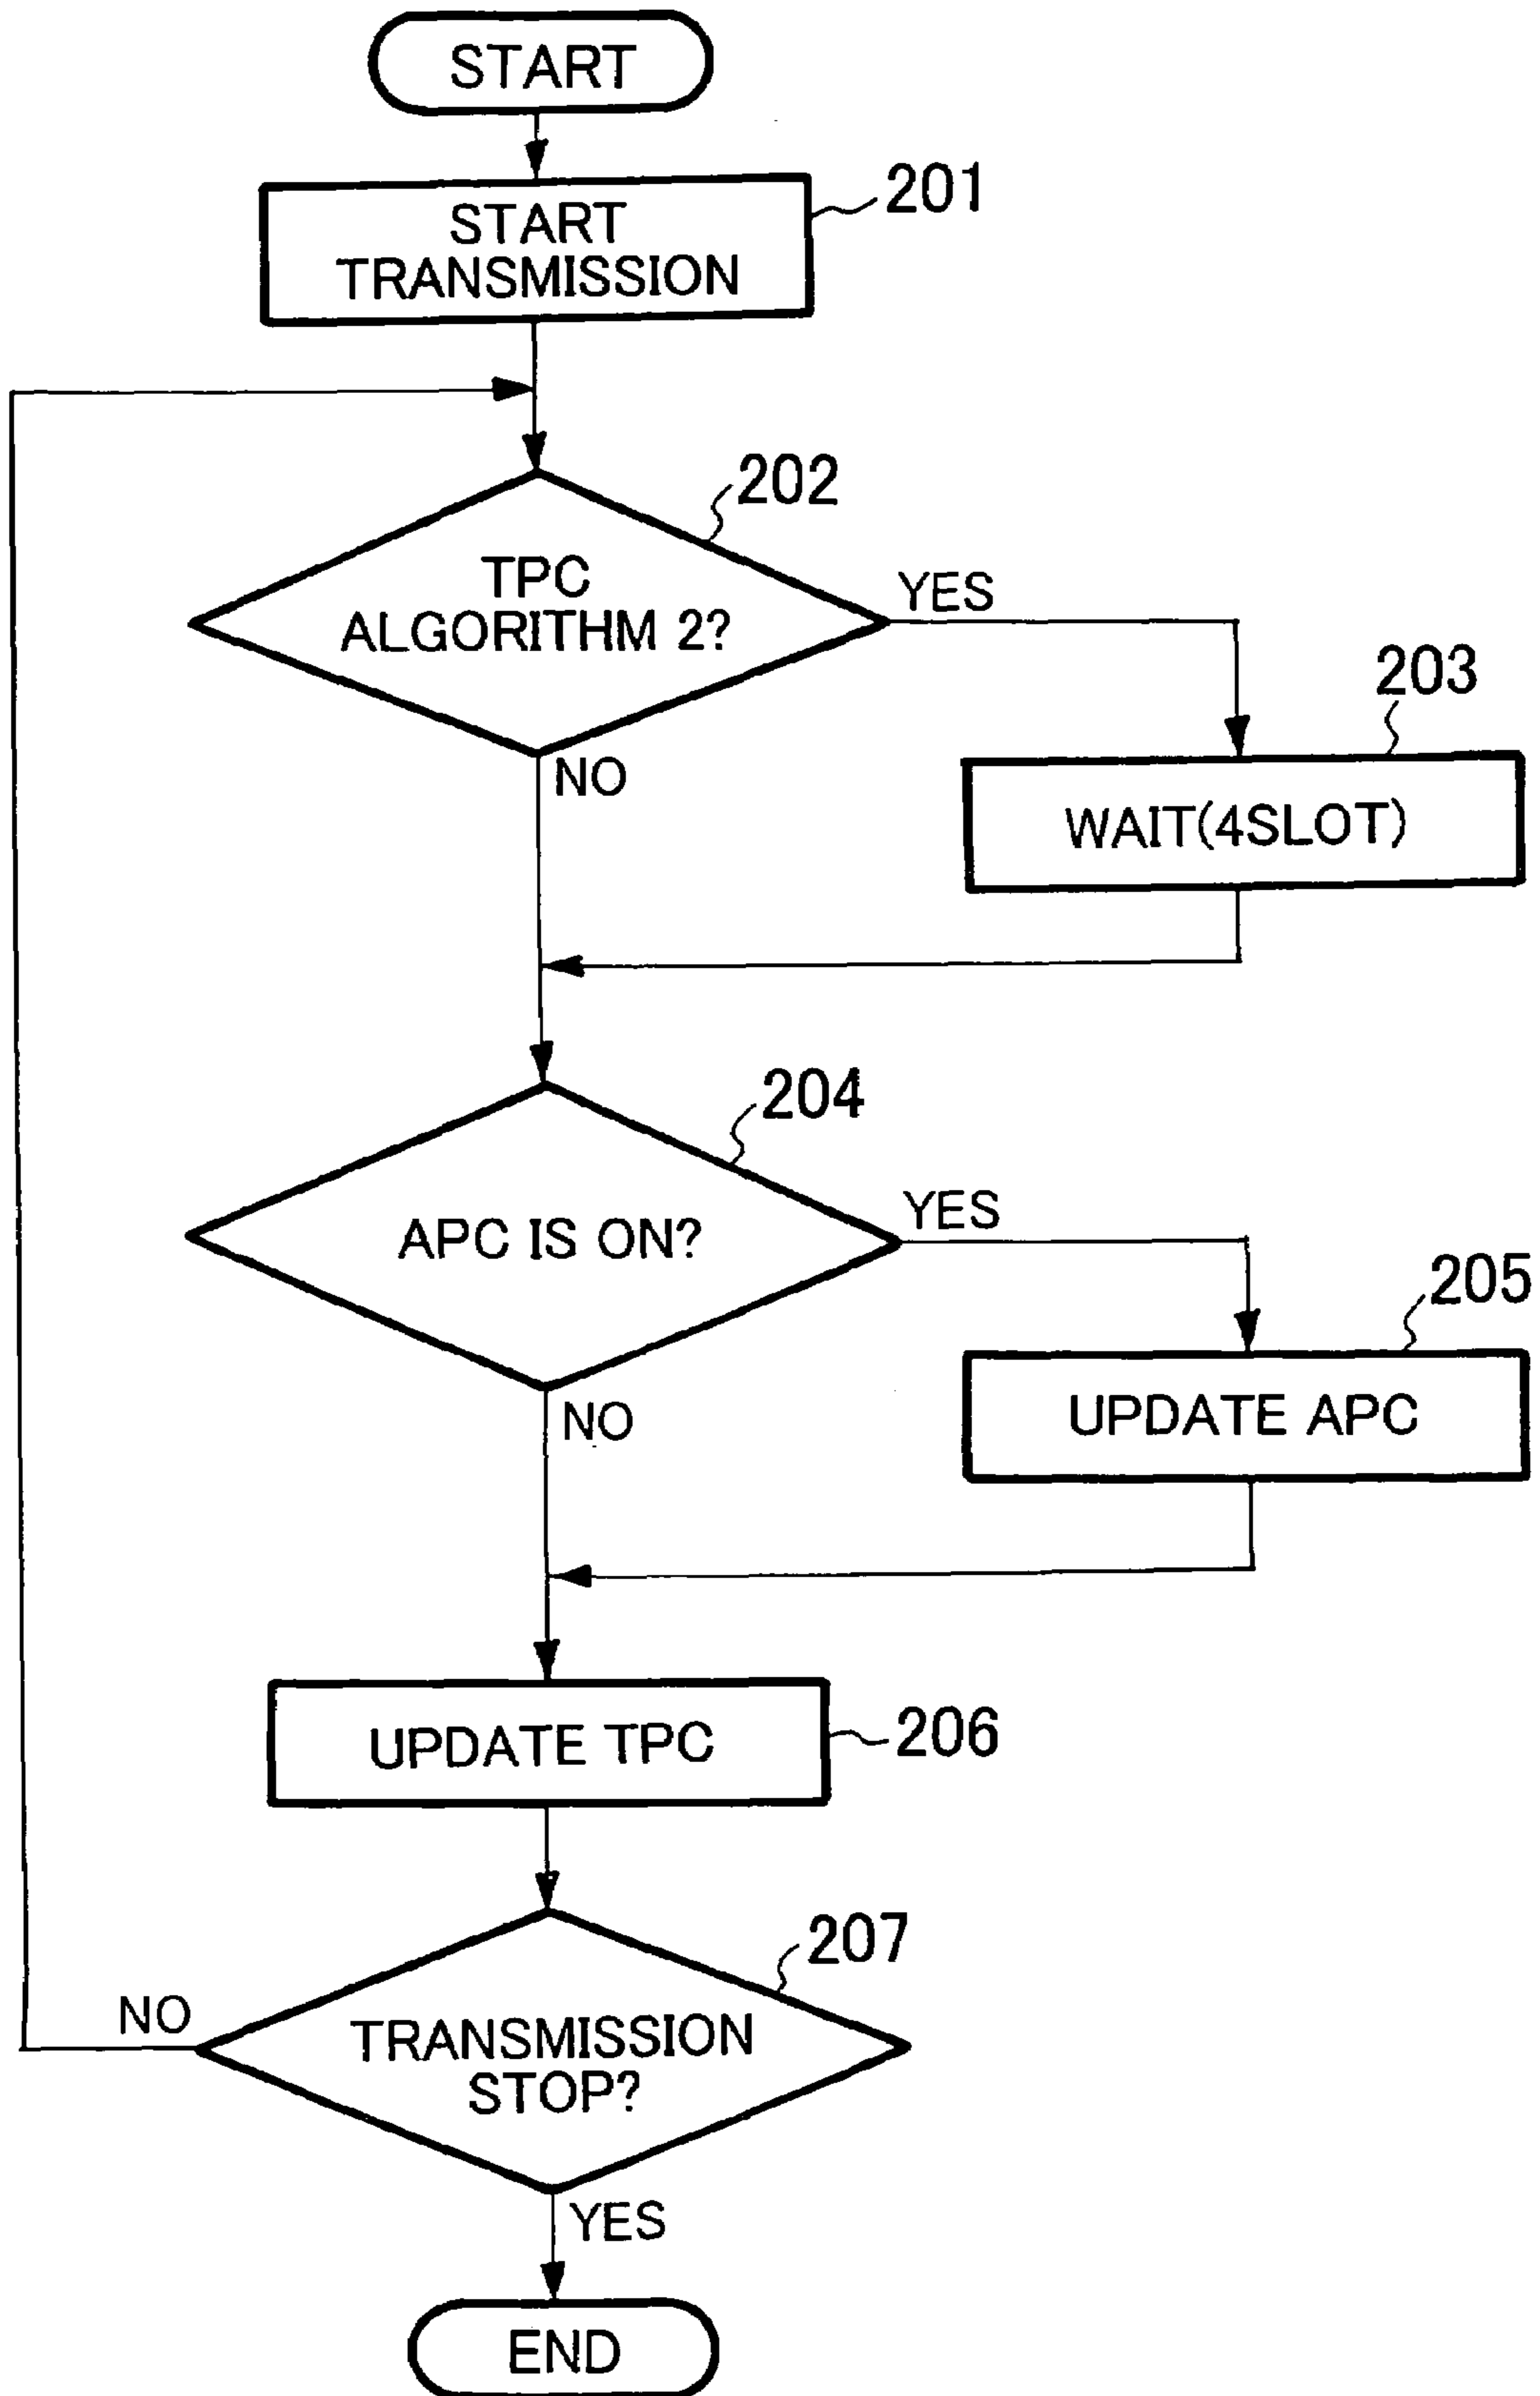 START
201
START
TRANSMISSION
202
TPC
ALGORITHM 2?
YES
203
NO
WAIT(4SLOT)
204
APC IS ON?
YES
205
NO
UPDATE APC
UPDATE TPC
206
207
NO
TRANSMISSION
STOP?
YES
END